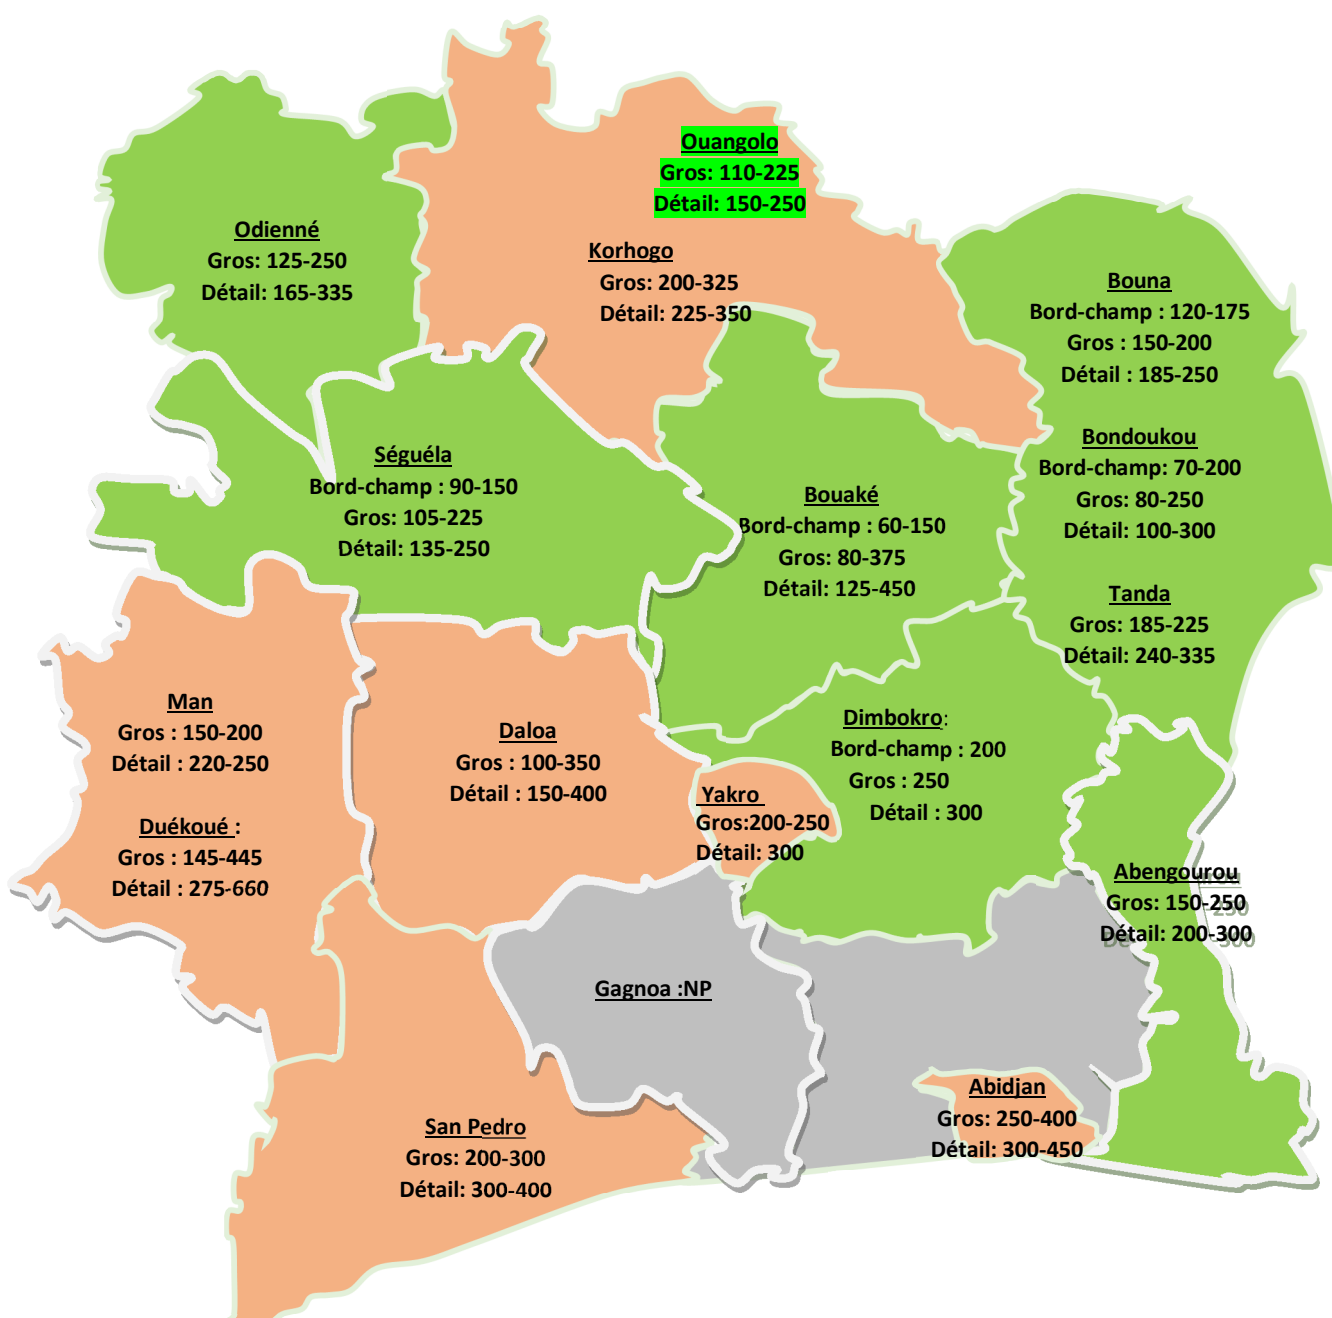 Ouangolo
Gros: 110-225
Détail: 150-250
Odienné
Gros: 125-250
Détail: 165-335
Korhogo
Gros: 200-325
Détail: 225-350
Bouna
Bord-champ : 120-175
Gros : 150-200
Détail : 185-250
Bondoukou
Bord-champ: 70-200
Gros: 80-250
Détail: 100-300
Séguéla
Bord-champ : 90-150
Gros: 105-225
Détail: 135-250
Bouaké
Bord-champ : 60-150
Gros: 80-375
Détail: 125-450
Tanda
Gros: 185-225
Détail: 240-335
Man
Gros : 150-200
Détail : 220-250
Daloa
Gros : 100-350
Détail : 150-400
Dimbokro:
Bord-champ : 200
Gros : 250
Détail : 300
Yakro
Gros:200-250
Détail: 300
Duékoué :
Gros : 145-445
Détail : 275-660
Abengourou
Gros: 150-250
Détail: 200-300
Gagnoa :NP
Abidjan
Gros: 250-400
Détail: 300-450
San Pedro
Gros: 200-300
Détail: 300-400